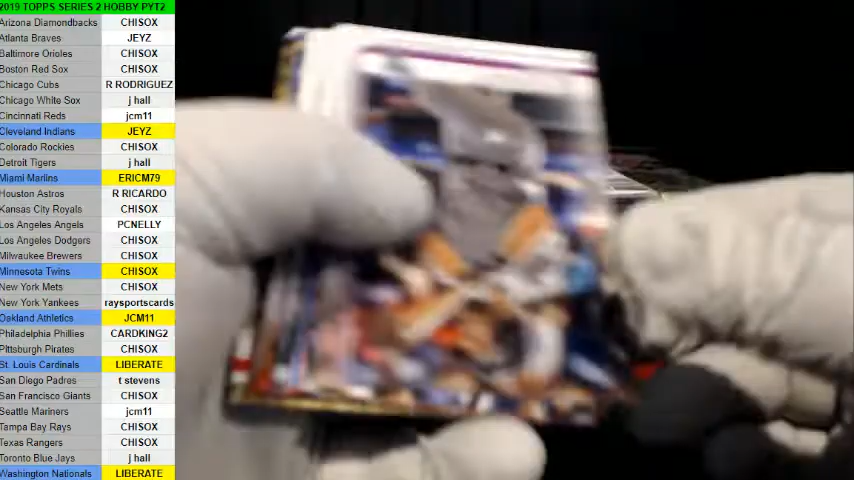 2019 TOPPS SERIES 2 HOBBY PYT2
Arizona Diamondbacks CHISOX
Atlanta Braves JEYZ
Baltimore Orioles CHISOX
Boston Red Sox CHISOX
Chicago Cubs R RODRIGUEZ
Chicago White Sox j hall
Cincinnati Reds jcm11
Cleveland Indians JEYZ
Colorado Rockies CHISOX
Detroit Tigers j hall
Miami Marlins ERICM79
Houston Astros R RICARDO
Kansas City Royals CHISOX
Los Angeles Angels PCNELLY
Los Angeles Dodgers CHISOX
Milwaukee Brewers CHISOX
Minnesota Twins CHISOX
New York Mets CHISOX
New York Yankees raysportscards
Oakland Athletics JCM11
Philadelphia Phillies CARDKING2
Pittsburgh Pirates CHISOX
St. Louis Cardinals LIBERATE
San Diego Padres t stevens
San Francisco Giants CHISOX
Seattle Mariners jcm11
Tampa Bay Rays CHISOX
Texas Rangers CHISOX
Toronto Blue Jays j hall
Washington Nationals LIBERATE